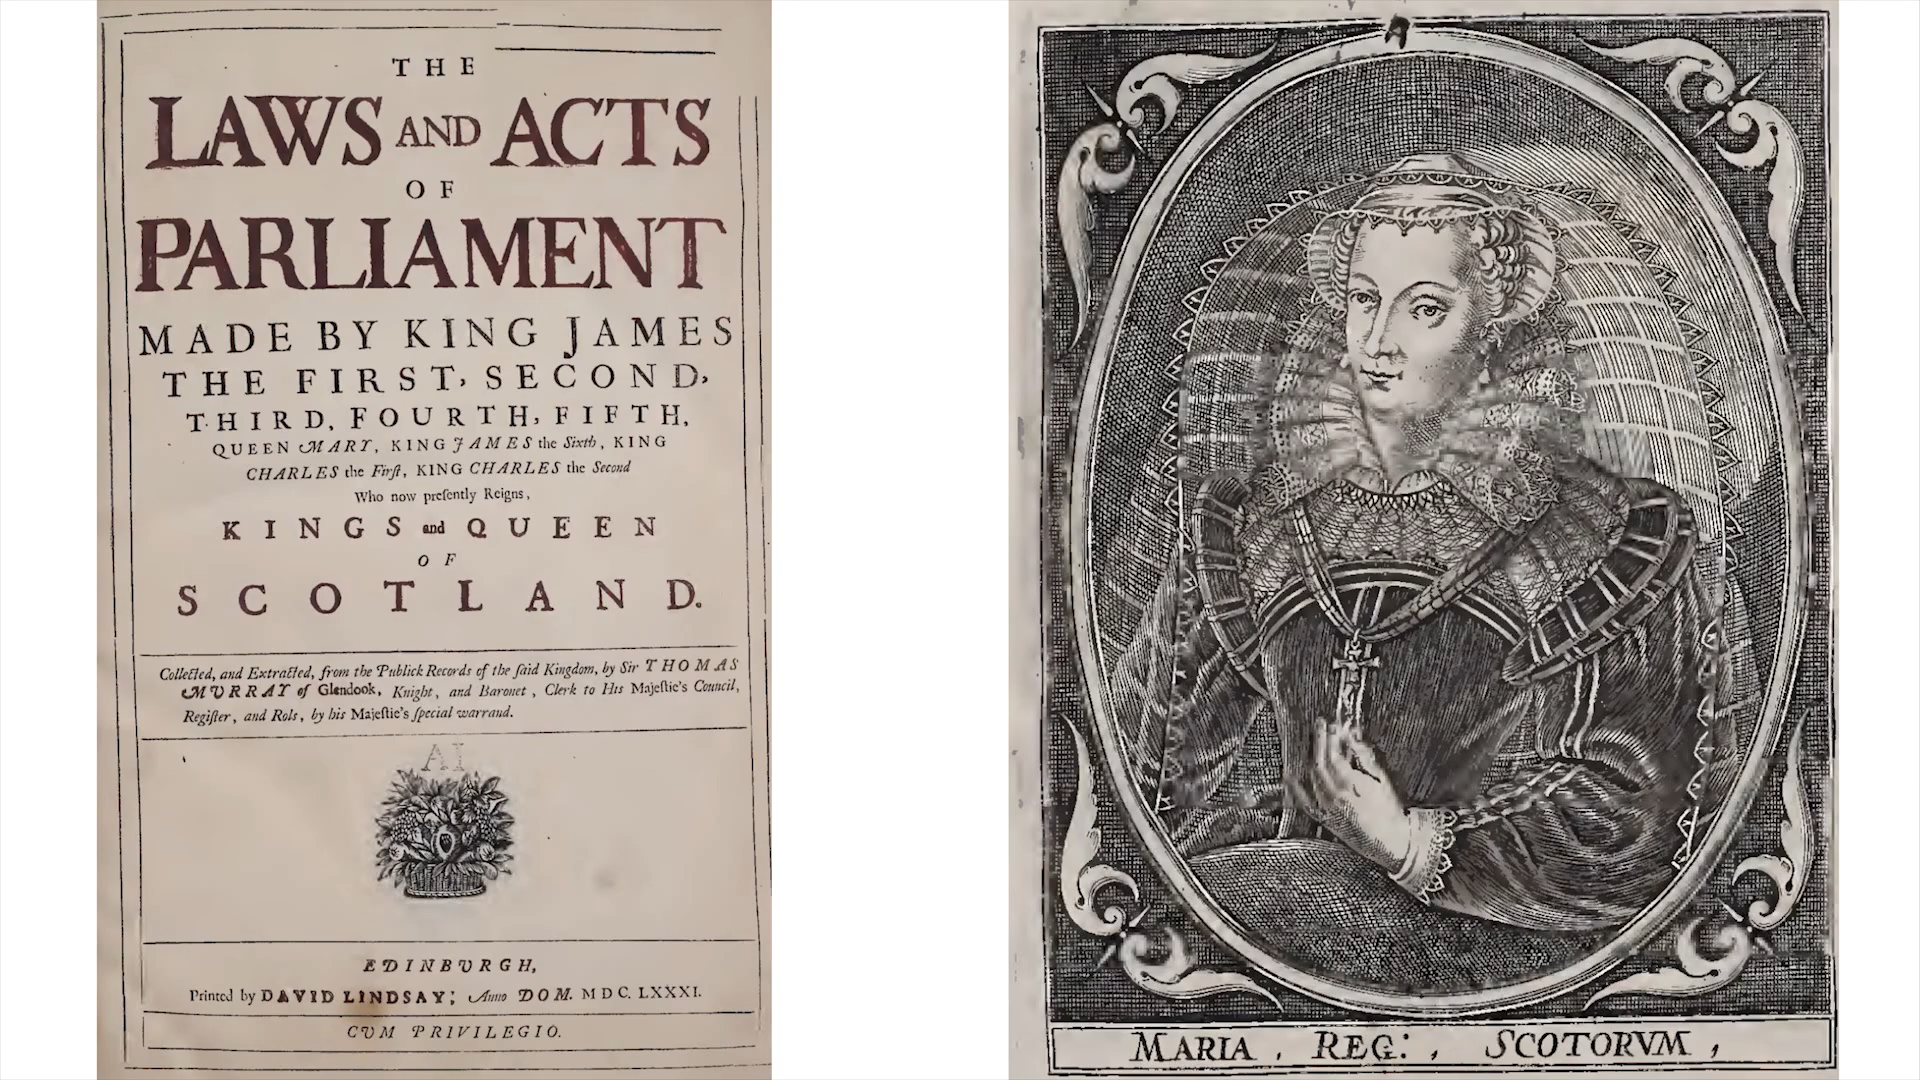 THE
LAWS AND ACTS
OF
PARLIAMENT
MADE BY KING JAMES
THE FIRST, SECOND,
THIRD, FOURTH, FIFTH,
QUEEN MARY, KING JAMES the Sixth, KING
CHARLES the Firſt, KING CHARLES the Second
Who now preſently Reigns,
KINGS and QUEEN
OF
SCOTLAND.
Collected, and Extracted, from the Publick Records of the ſaid Kingdom, by Sir THOMAS
MURRAY of Glendook, Knight, and Baronet, Clerk to His Majeſtie's Council,
Regiſter, and Rols, by his Majeſtie's ſpecial warrand.
AI
EDINBURGH,
Printed by DAVID LINDSAY; Anno DOM. MDC. LXXXI.
CUM PRIVILEGIO.
A
MARIA, REG:, SCOTORVM,